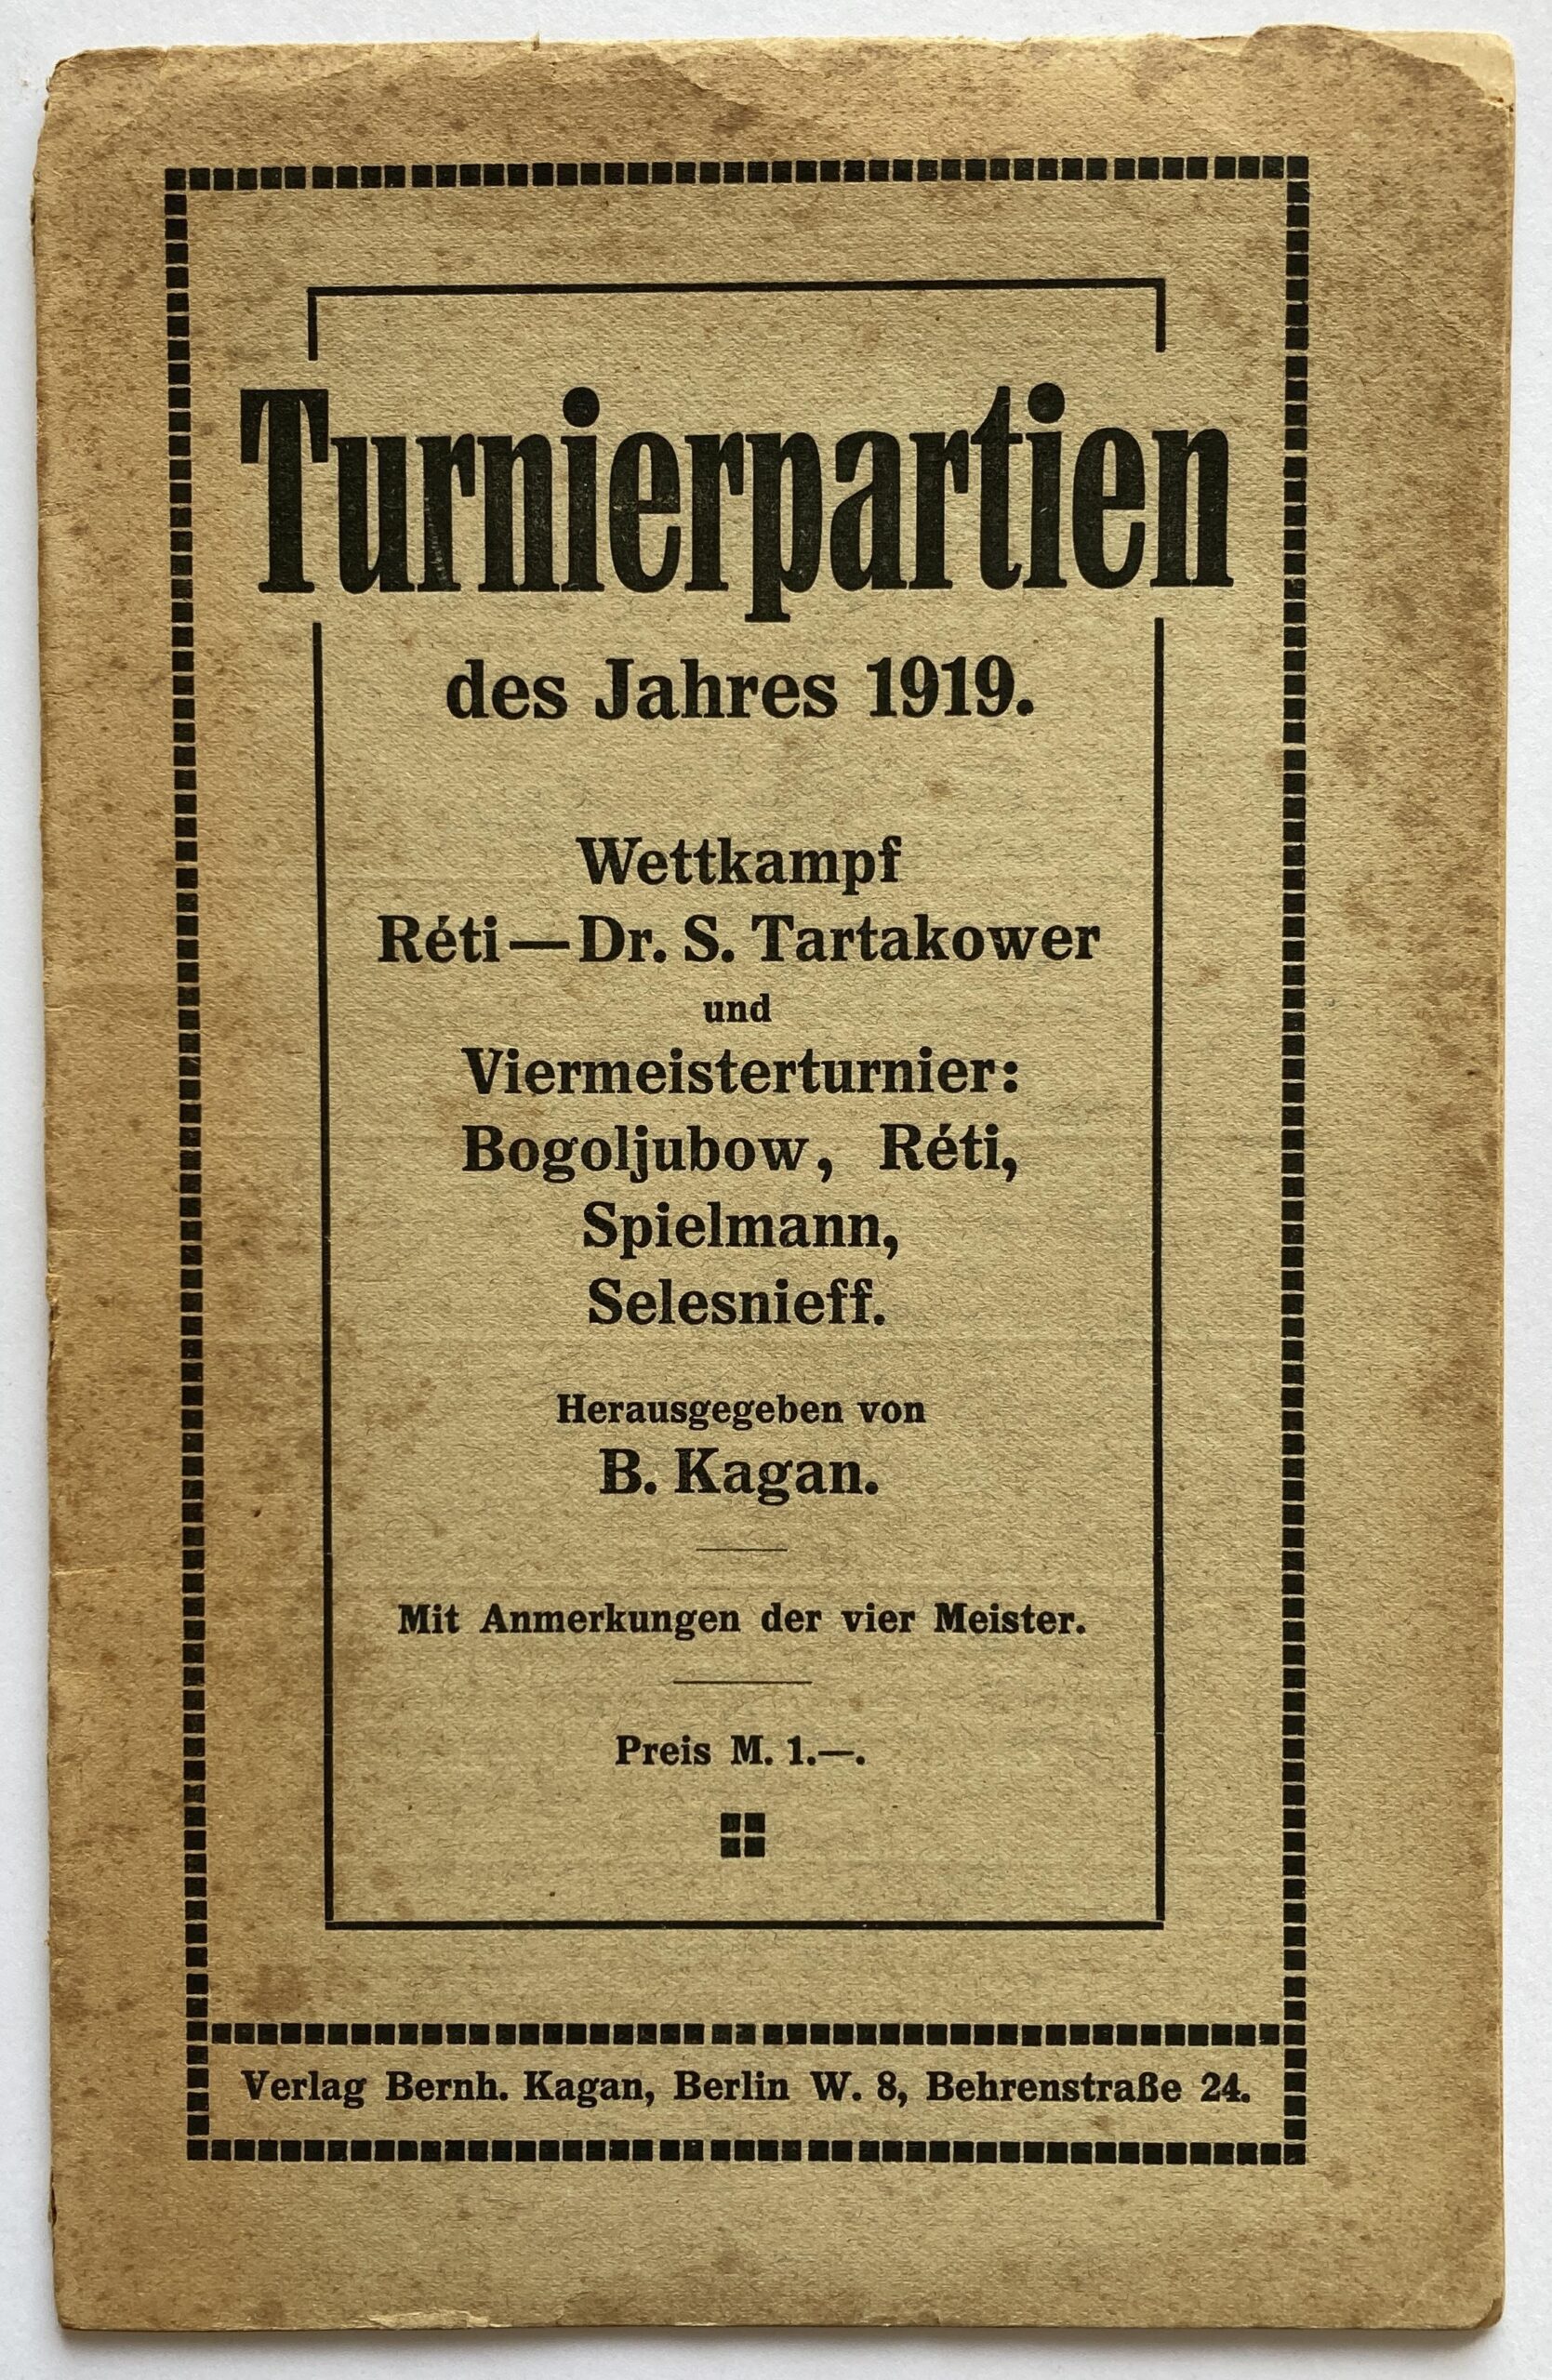 Turnierpartien
des Jahres 1919.
Wettkampf
Réti—Dr. S. Tartakower
und
Viermeisterturnier:
Bogoljubow, Réti,
Spielmann,
Selesnieff.
Herausgegeben von
B. Kagan.
Mit Anmerkungen der vier Meister.
Preis M. 1.—.
Verlag Bernh. Kagan, Berlin W. 8, Behrenstraße 24.